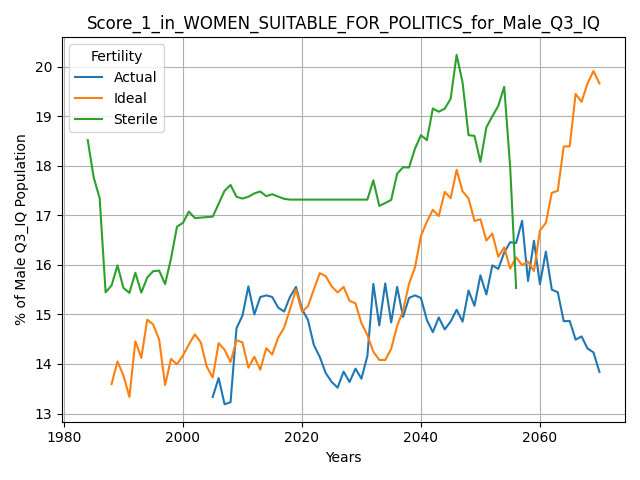 Score_1_in_WOMEN_SUITABLE_FOR_POLITICS_for_Male_Q3_IQ
Fertility
Actual
Ideal
Sterile
% of Male Q3_IQ Population
20
19
18
17
16
15
14
13
1980
2000
2020
2040
2060
Years